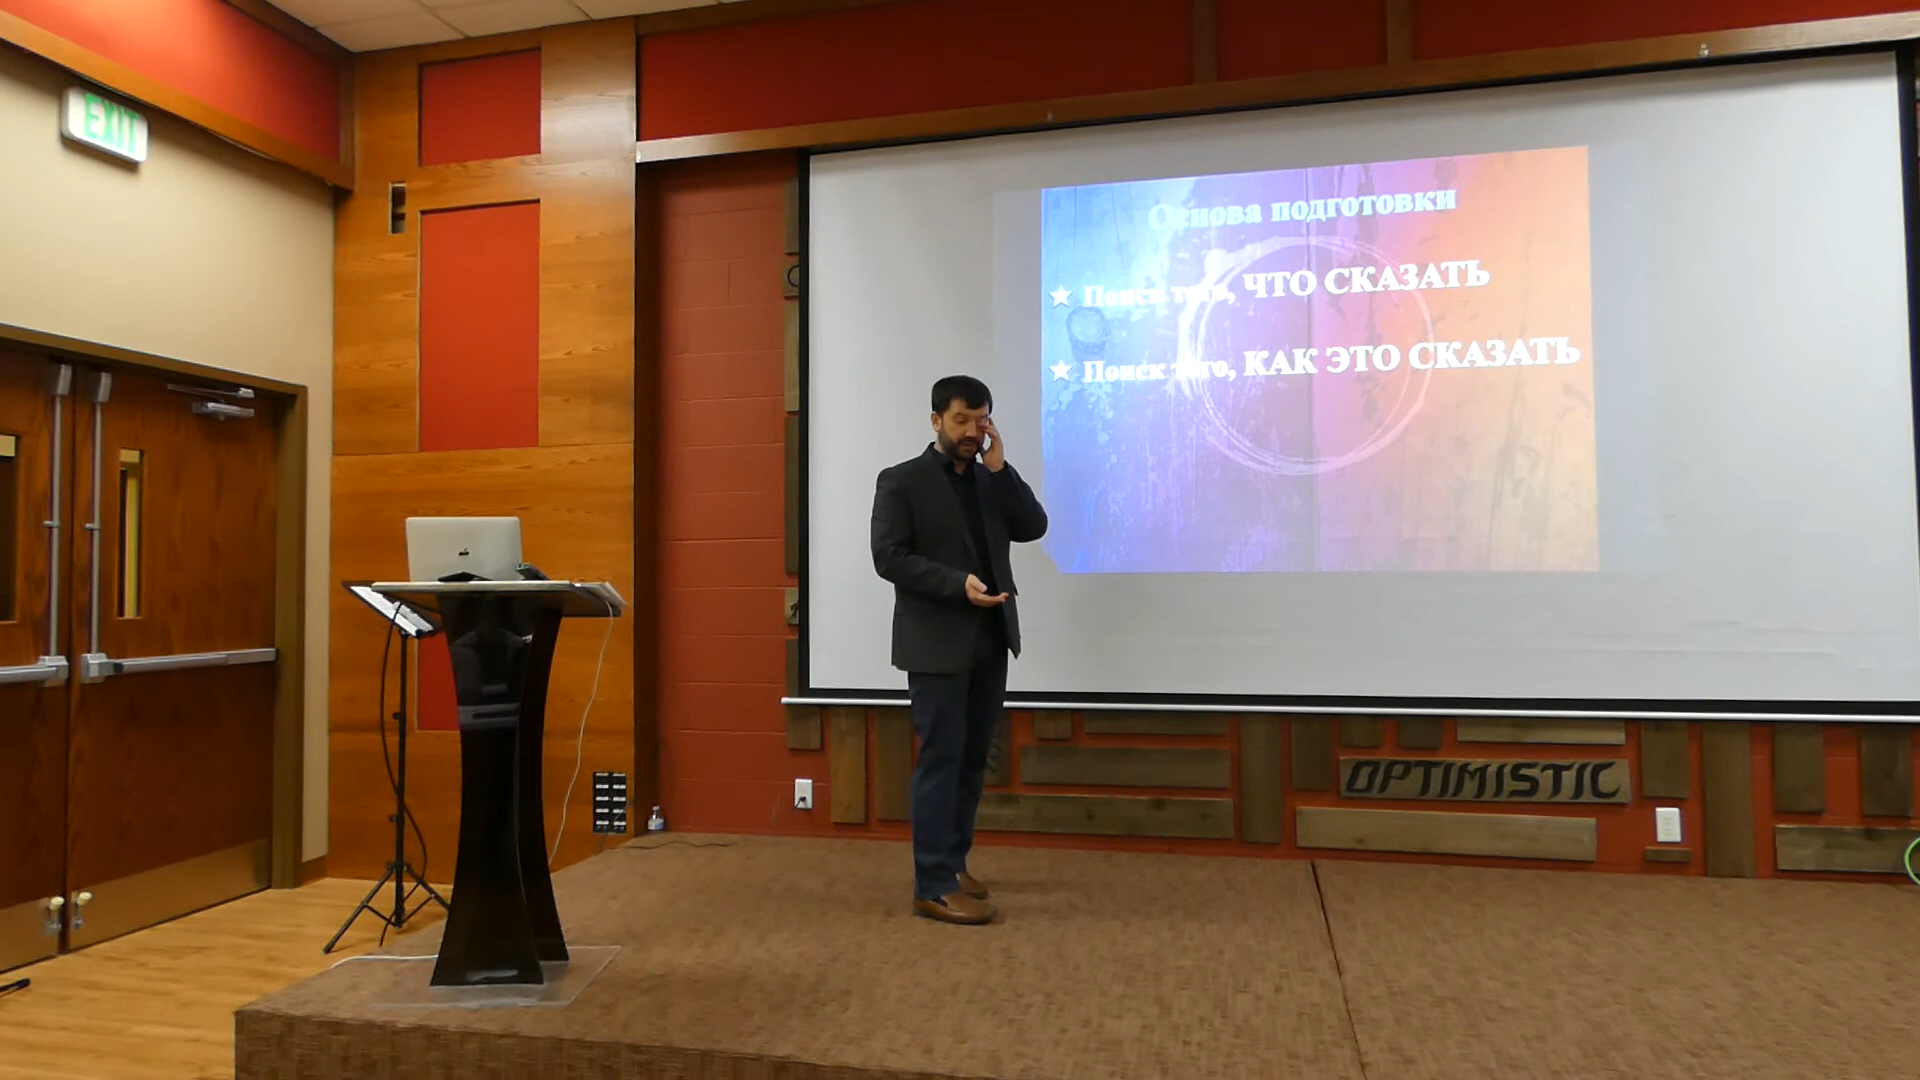 EXIT
Основа подготовки
Поиск того, ЧТО СКАЗАТЬ
Поиск того, КАК ЭТО СКАЗАТЬ
OPTIMISTIC